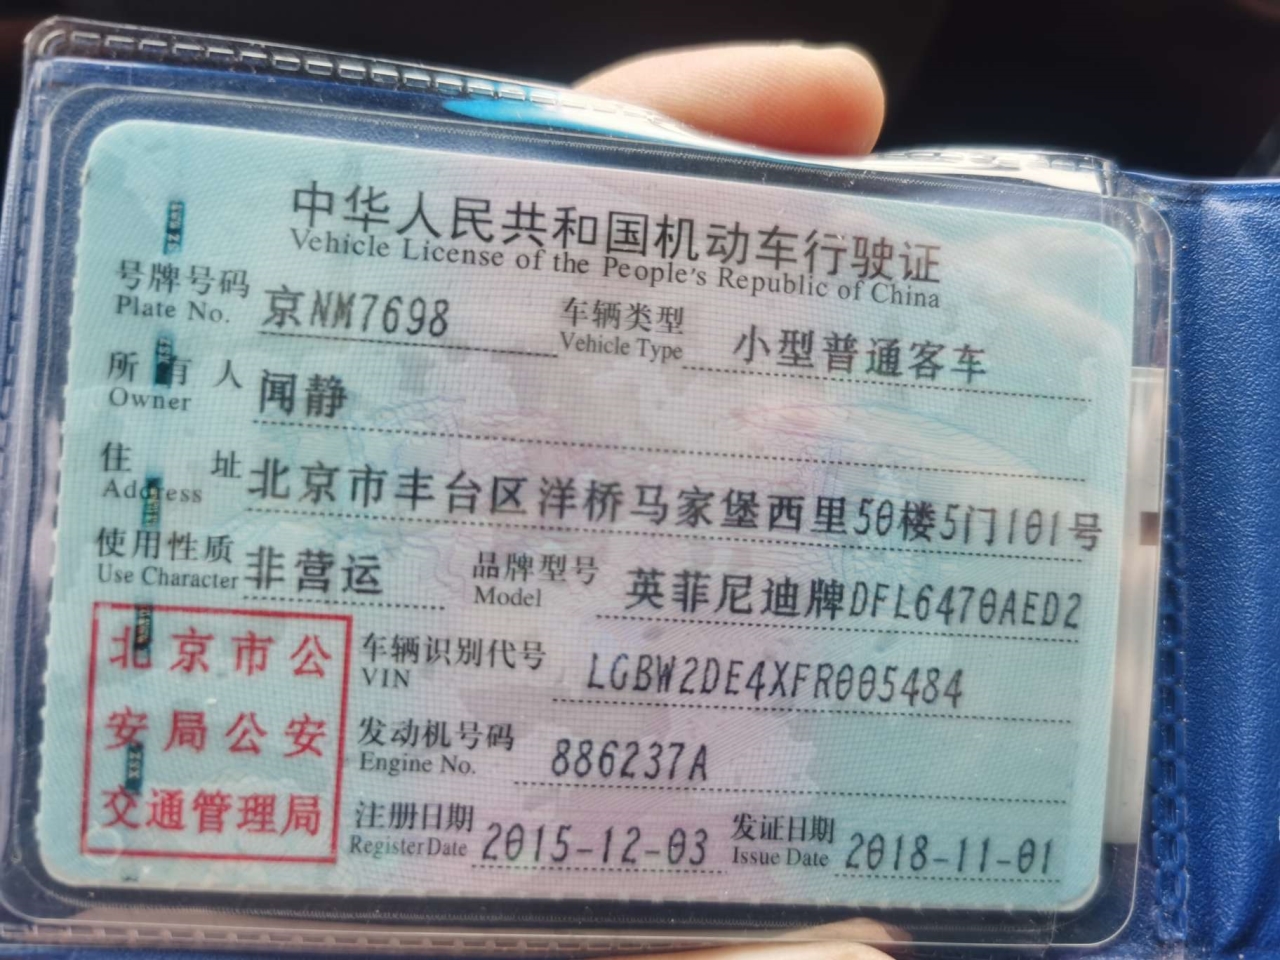 中华人民共和国机动车行驶证
Vehicle License of the People's Republic of China
号牌号码 京NM7698 车辆类型 小型普通客车
Plate No. Vehicle Type
所有人 闻静
Owner
住址 北京市丰台区洋桥马家堡西里50楼5门101号
Address
使用性质 非营运 品牌型号 英菲尼迪牌DFL6470AED2
Use Character Model
车辆识别代号 LGBW2DE4XFR005484
VIN
发动机号码 886237A
Engine No.
注册日期 2015-12-03 发证日期 2018-11-01
Register Date Issue Date
北京市公
安局公安
交通管理局